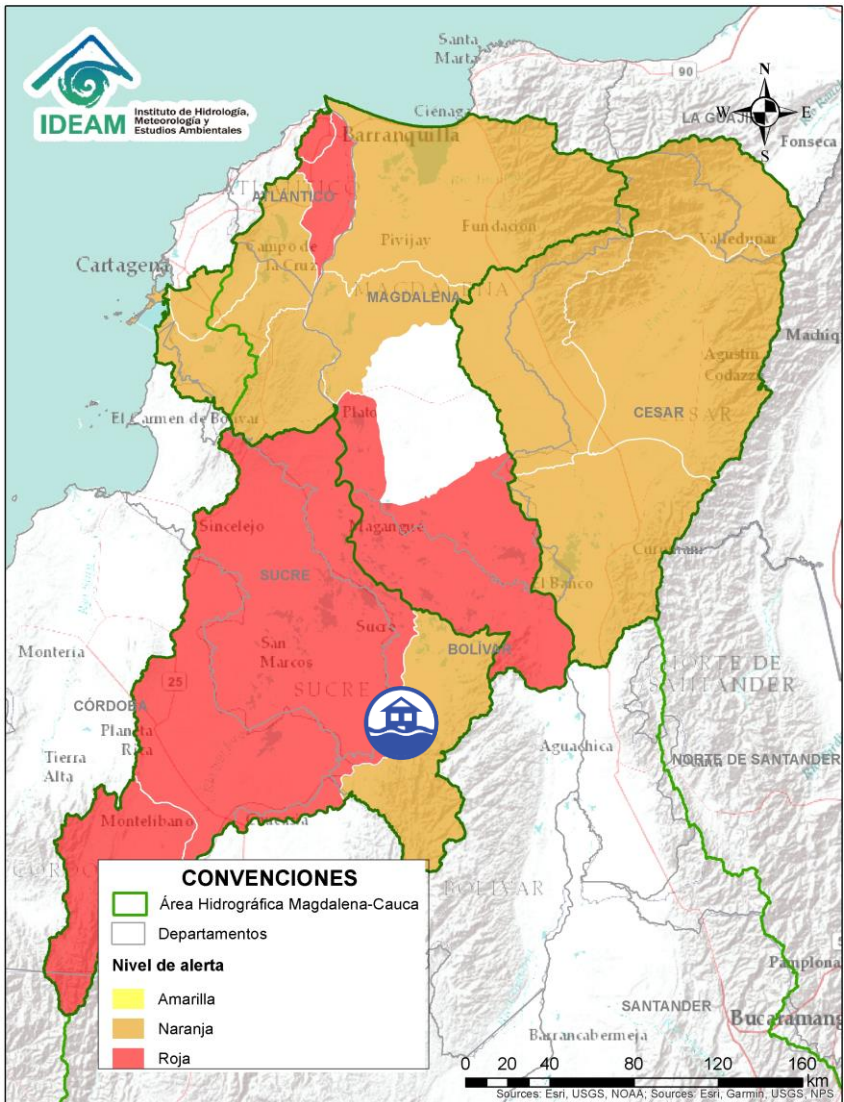 IDEAM
Instituto de Hidrología,
Meteorología y
Estudios Ambientales
Santa
Marta
90
N
W
E
S
LA GUAJI
Fonseca
Ciénaga
Barranquilla
ATLÁNTICO
Cartagena
Campo de
la Cruz
Pivijay
Fundación
Valledupar
MAGDALENA
Machiq
Agustín
Codazzi
CESAR
El Carmen de Bolívar
Plato
Sincelejo
Magangué
SUCRE
El Banco
Sucre
BOLÍVAR
San
Marcos
Montería
25
SUCRE
NORTE DE
SANTANDER
CÓRDOBA
Planeta
Rica
Aguachica
NORTE DE SANTANDER
Tierra
Alta
Montelíbano
BOLÍVAR
CONVENCIONES
Área Hidrográfica Magdalena-Cauca
Departamentos
Nivel de alerta
Amarilla
Naranja
Roja
Pamplona
SANTANDER
Bucaramang
Barrancabermeja
0 20 40 80 120 160
km
Sources: Esri, USGS, NOAA; Sources: Esri, Garmin, USGS, NPS